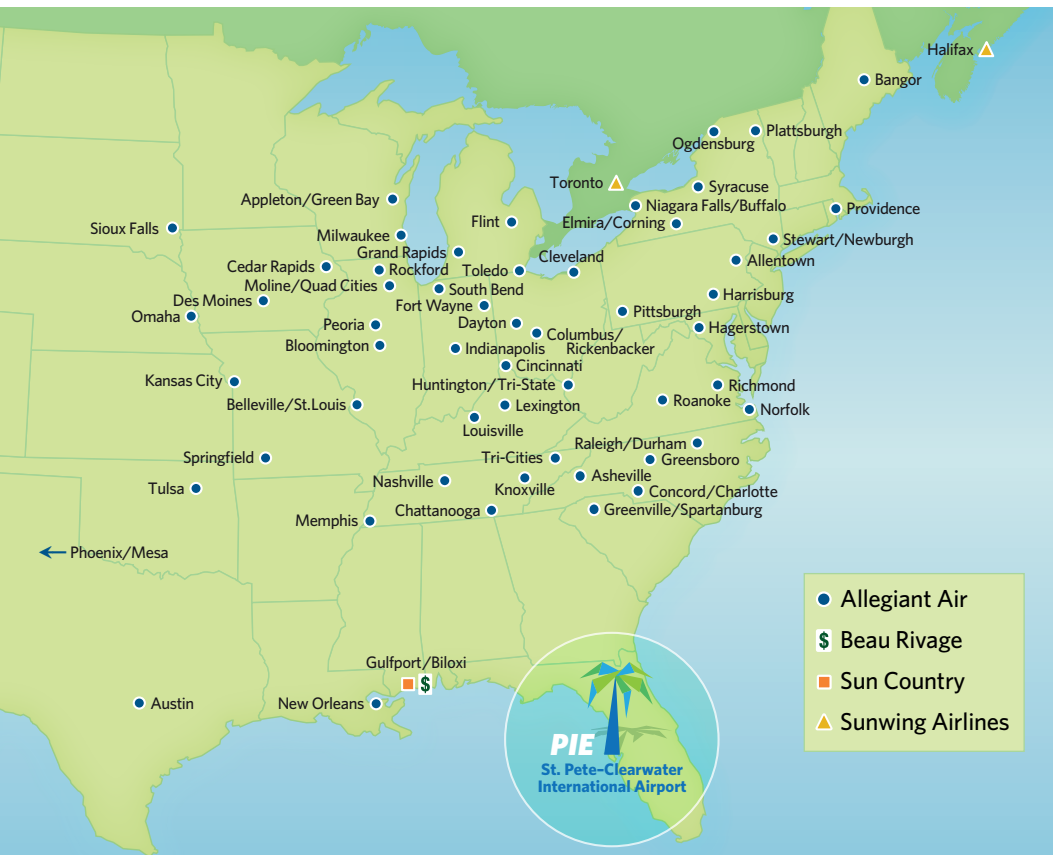 Halifax
Bangor
Ogdensburg
Plattsburgh
Toronto
Syracuse
Appleton/Green Bay
Niagara Falls/Buffalo
Providence
Sioux Falls
Flint
Elmira/Corning
Milwaukee
Stewart/Newburgh
Grand Rapids
Cleveland
Allentown
Cedar Rapids
Rockford
Toledo
Moline/Quad Cities
South Bend
Harrisburg
Des Moines
Fort Wayne
Omaha
Pittsburgh
Peoria
Dayton
Hagerstown
Columbus/
Rickenbacker
Bloomington
Indianapolis
Cincinnati
Kansas City
Huntington/Tri-State
Richmond
Belleville/St.Louis
Lexington
Roanoke
Norfolk
Louisville
Raleigh/Durham
Springfield
Tri-Cities
Greensboro
Nashville
Knoxville
Asheville
Tulsa
Concord/Charlotte
Memphis
Chattanooga
Greenville/Spartanburg
Phoenix/Mesa
Allegiant Air
$ Beau Rivage
Sun Country
Sunwing Airlines
Gulfport/Biloxi
$
Austin
New Orleans
PIE
St. Pete–Clearwater
International Airport